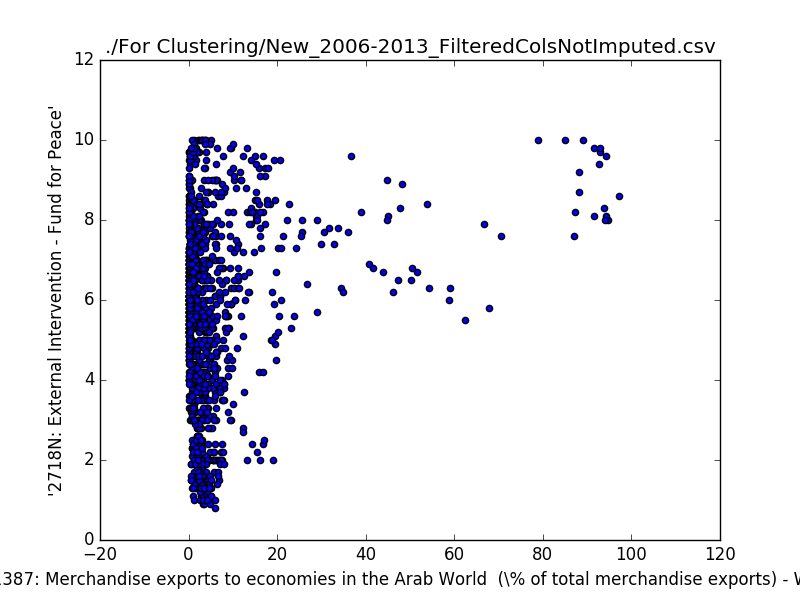 ./For Clustering/New_2006-2013_FilteredColsNotImputed.csv
12
10
8
6
4
2
0
'2718N: External Intervention - Fund for Peace'
−20 0 20 40 60 80 100 120
387: Merchandise exports to economies in the Arab World (\% of total merchandise exports) -